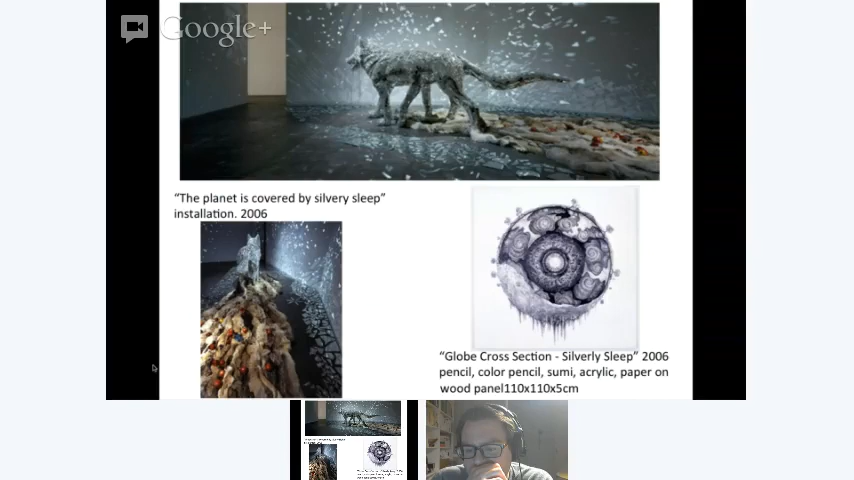 Google+
“The planet is covered by silvery sleep”
installation. 2006
“Globe Cross Section - Silverly Sleep” 2006
pencil, color pencil, sumi, acrylic, paper on
wood panel110x110x5cm